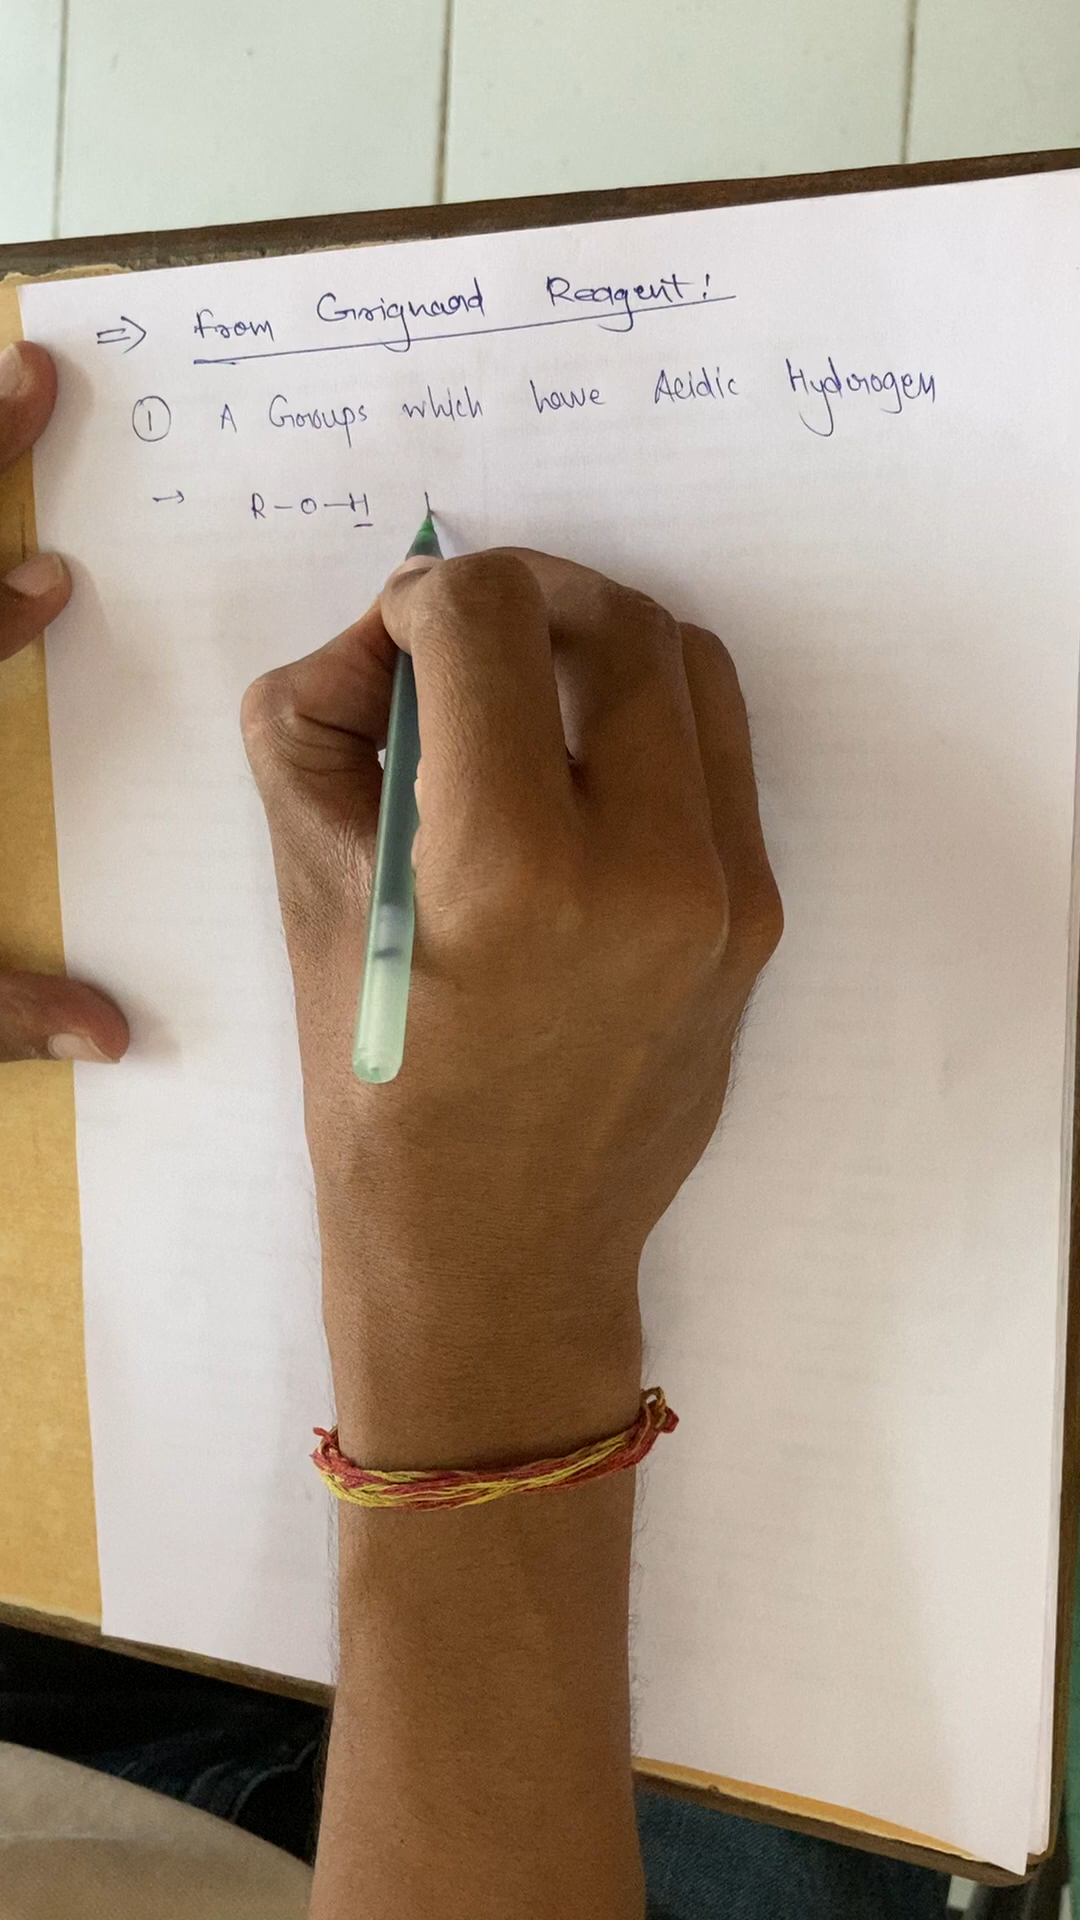 => From Grignard Reagent:
① A Groups which have Acidic Hydrogen
→ R-O-H